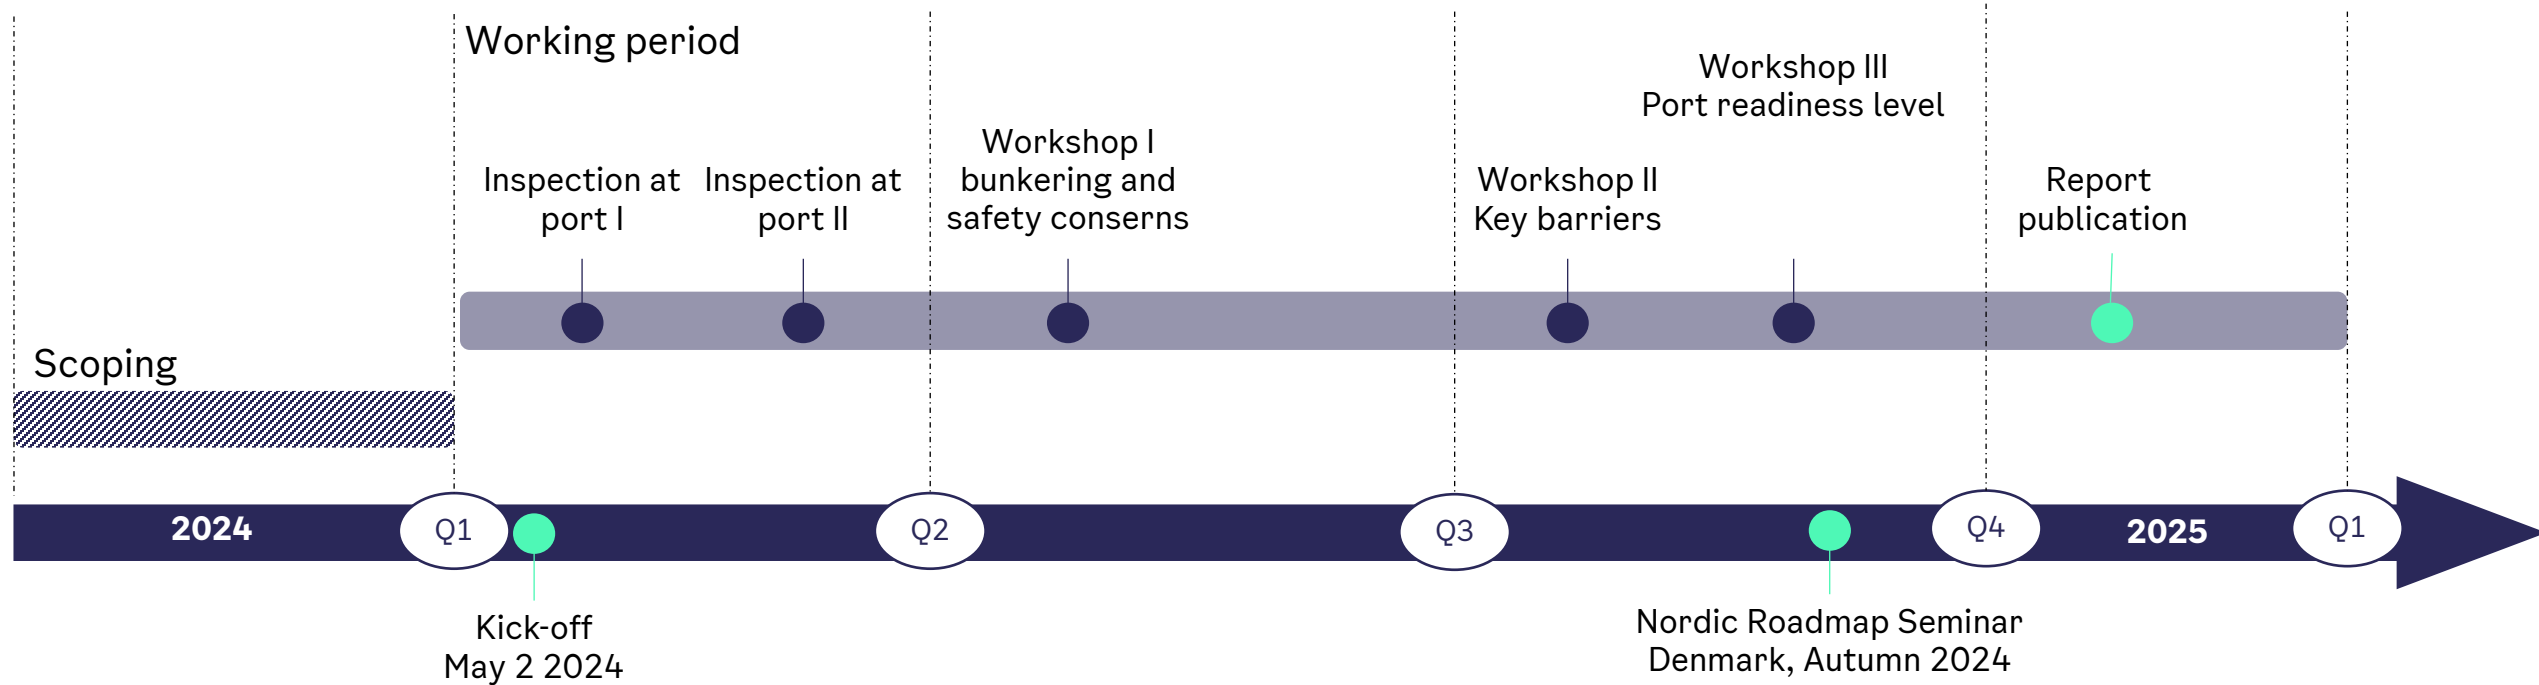 Working period
Workshop III
Port readiness level
Workshop I
bunkering and
safety conserns
Inspection at
port I
Inspection at
port II
Workshop II
Key barriers
Report
publication
Scoping
2024
Q1
Q2
Q3
Q4
2025
Q1
Kick-off
May 2 2024
Nordic Roadmap Seminar
Denmark, Autumn 2024